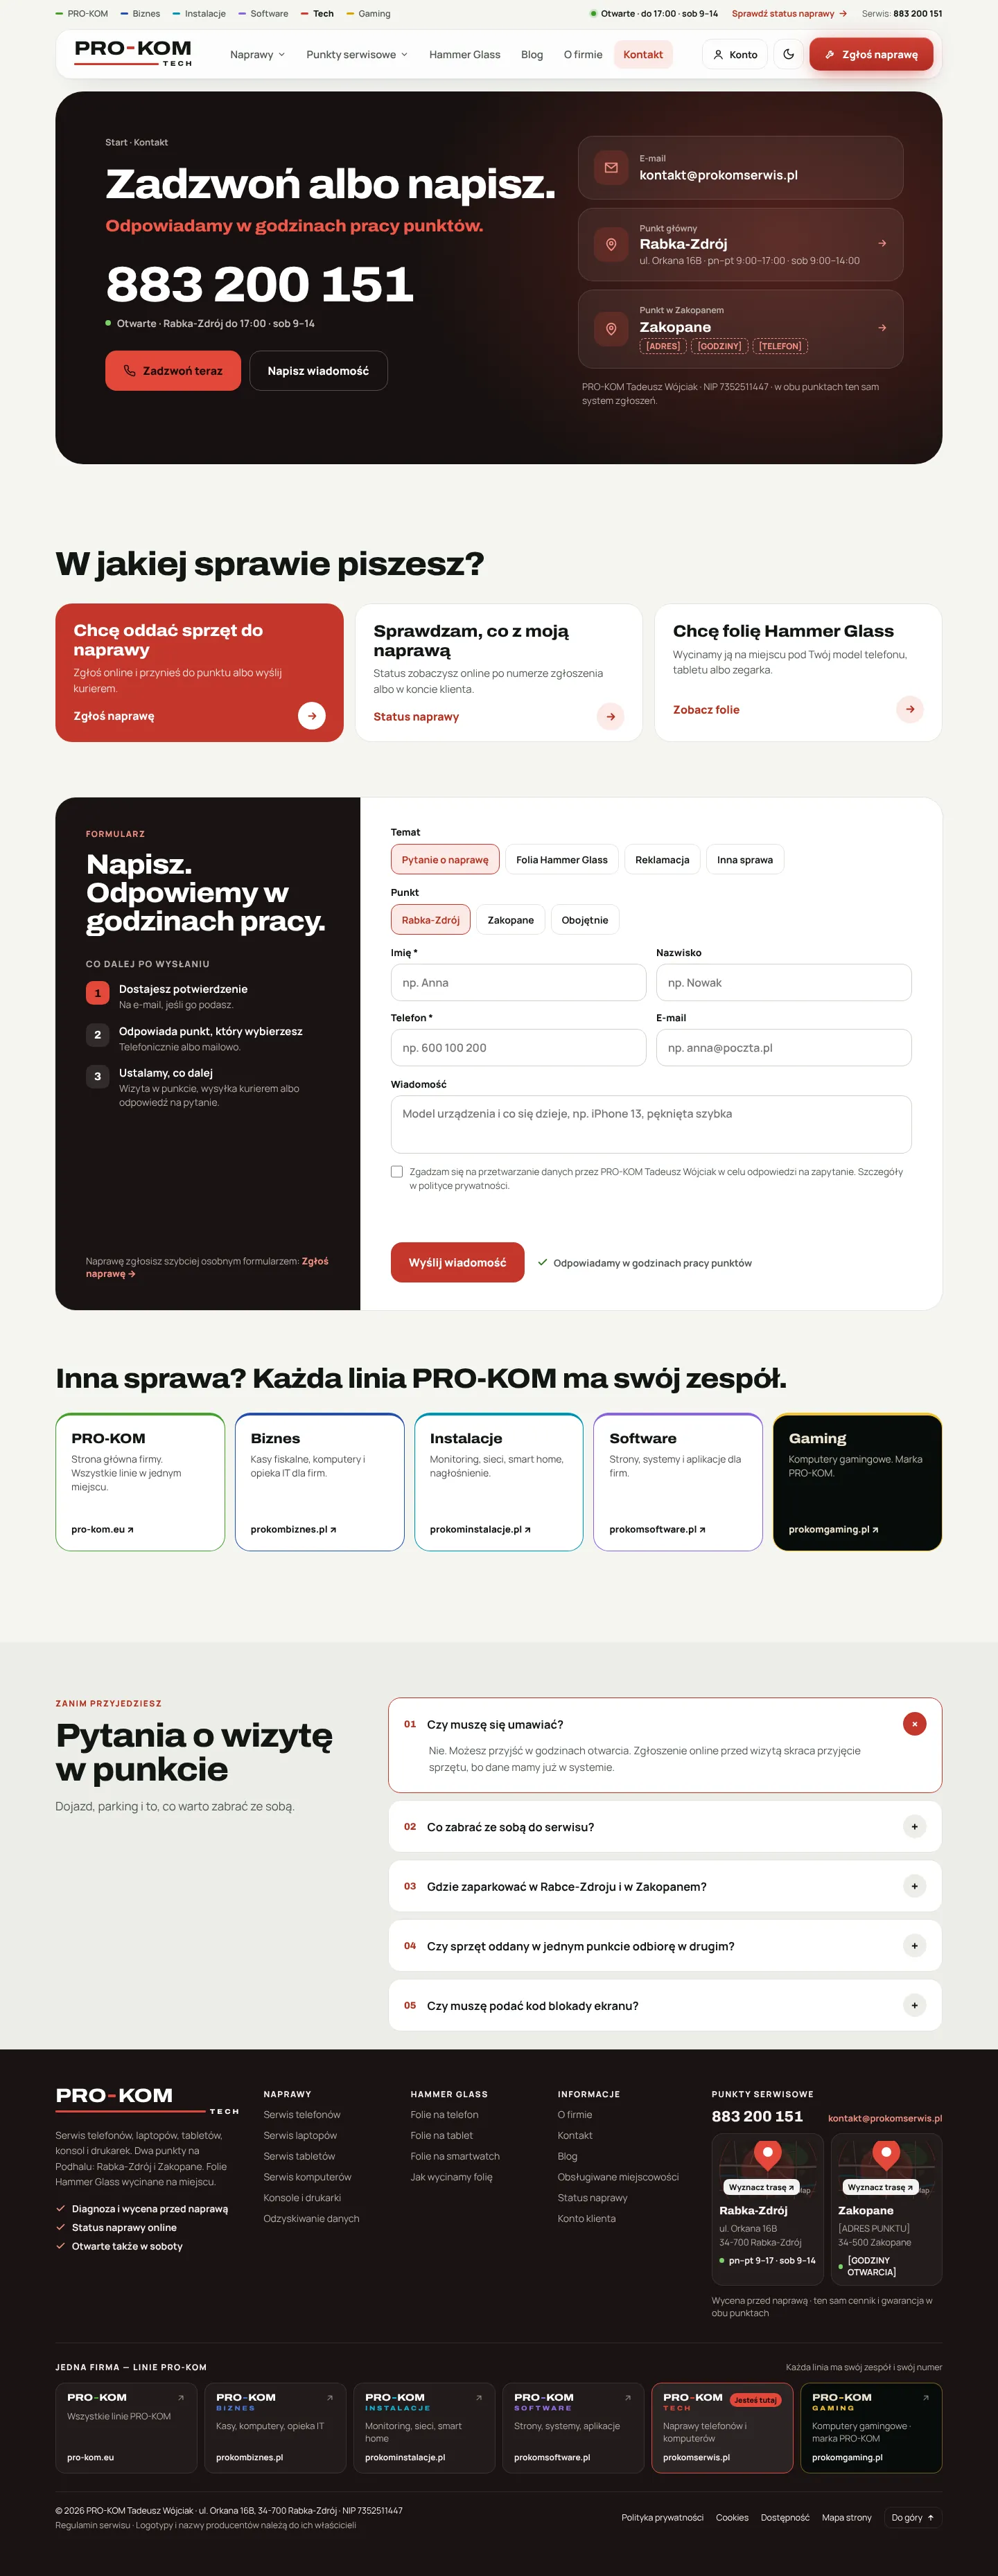 PRO-KOM Biznes Instalacje Software Tech Gaming
Otwarte · do 17:00 · sob 9–14 Sprawdź status naprawy → Serwis: 883 200 151
PRO-KOM
TECH
Naprawy Punkty serwisowe Hammer Glass Blog O firmie Kontakt
Konto
Zgłoś naprawę
Start · Kontakt
Zadzwoń albo napisz.
Odpowiadamy w godzinach pracy punktów.
883 200 151
Otwarte · Rabka-Zdrój do 17:00 · sob 9–14
Zadzwoń teraz
Napisz wiadomość
E-mail
kontakt@prokomserwis.pl
Punkt główny
Rabka-Zdrój
ul. Orkana 16B · pn–pt 9:00–17:00 · sob 9:00–14:00
→
Punkt w Zakopanem
Zakopane
[ADRES] [GODZINY] [TELEFON]
→
PRO-KOM Tadeusz Wójciak · NIP 7352511447 · w obu punktach ten sam
system zgłoszeń.
W jakiej sprawie piszesz?
Chcę oddać sprzęt do
naprawy
Zgłoś online i przynieś do punktu albo wyślij
kurierem.
Zgłoś naprawę →
Sprawdzam, co z moją
naprawą
Status zobaczysz online po numerze zgłoszenia
albo w koncie klienta.
Status naprawy →
Chcę folię Hammer Glass
Wycinamy ją na miejscu pod Twój model telefonu,
tabletu albo zegarka.
Zobacz folie →
FORMULARZ
Napisz.
Odpowiemy w
godzinach pracy.
CO DALEJ PO WYSŁANIU
1 Dostajesz potwierdzenie
Na e-mail, jeśli go podasz.
2 Odpowiada punkt, który wybierzesz
Telefonicznie albo mailowo.
3 Ustalamy, co dalej
Wizyta w punkcie, wysyłka kurierem albo
odpowiedź na pytanie.
Naprawę zgłosisz szybciej osobnym formularzem: Zgłoś
naprawę →
Temat
Pytanie o naprawę Folia Hammer Glass Reklamacja Inna sprawa
Punkt
Rabka-Zdrój Zakopane Obojętnie
Imię * Nazwisko
np. Anna np. Nowak
Telefon * E-mail
np. 600 100 200 np. anna@poczta.pl
Wiadomość
Model urządzenia i co się dzieje, np. iPhone 13, pęknięta szybka
Zgadzam się na przetwarzanie danych przez PRO-KOM Tadeusz Wójciak w celu odpowiedzi na zapytanie. Szczegóły
w polityce prywatności.
Wyślij wiadomość
Odpowiadamy w godzinach pracy punktów
Inna sprawa? Każda linia PRO-KOM ma swój zespół.
PRO-KOM
Strona główna firmy.
Wszystkie linie w jednym
miejscu.
pro-kom.eu ↗
Biznes
Kasy fiskalne, komputery i
opieka IT dla firm.
prokombiznes.pl ↗
Instalacje
Monitoring, sieci, smart home,
nagłośnienie.
prokominstalacje.pl ↗
Software
Strony, systemy i aplikacje dla
firm.
prokomsoftware.pl ↗
Gaming
Komputery gamingowe. Marka
PRO-KOM.
prokomgaming.pl ↗
ZANIM PRZYJEDZIESZ
Pytania o wizytę
w punkcie
Dojazd, parking i to, co warto zabrać ze sobą.
01 Czy muszę się umawiać?
Nie. Możesz przyjść w godzinach otwarcia. Zgłoszenie online przed wizytą skraca przyjęcie
sprzętu, bo dane mamy już w systemie.
02 Co zabrać ze sobą do serwisu? +
03 Gdzie zaparkować w Rabce-Zdroju i w Zakopanem? +
04 Czy sprzęt oddany w jednym punkcie odbiorę w drugim? +
05 Czy muszę podać kod blokady ekranu? +
PRO-KOM
TECH
Serwis telefonów, laptopów, tabletów,
konsol i drukarek. Dwa punkty na
Podhalu: Rabka-Zdrój i Zakopane. Folie
Hammer Glass wycinane na miejscu.
Diagnoza i wycena przed naprawą
Status naprawy online
Otwarte także w soboty
NAPRAWY
Serwis telefonów
Serwis laptopów
Serwis tabletów
Serwis komputerów
Konsole i drukarki
Odzyskiwanie danych
HAMMER GLASS
Folie na telefon
Folie na tablet
Folie na smartwatch
Jak wycinamy folię
INFORMACJE
O firmie
Kontakt
Blog
Obsługiwane miejscowości
Status naprawy
Konto klienta
PUNKTY SERWISOWE
883 200 151 kontakt@prokomserwis.pl
Wyznacz trasę ↗
Rabka-Zdrój
ul. Orkana 16B
34-700 Rabka-Zdrój
pn–pt 9–17 · sob 9–14
Wyznacz trasę ↗
Zakopane
[ADRES PUNKTU]
34-500 Zakopane
[GODZINY
OTWARCIA]
Wycena przed naprawą · ten sam cennik i gwarancja w
obu punktach
JEDNA FIRMA — LINIE PRO-KOM
Każda linia ma swój zespół i swój numer
PRO-KOM ↗
Wszystkie linie PRO-KOM
pro-kom.eu
PRO-KOM ↗
BIZNES
Kasy, komputery, opieka IT
prokombiznes.pl
PRO-KOM ↗
INSTALACJE
Monitoring, sieci, smart
home
prokominstalacje.pl
PRO-KOM ↗
SOFTWARE
Strony, systemy, aplikacje
prokomsoftware.pl
PRO-KOM Jesteś tutaj
TECH
Naprawy telefonów i
komputerów
prokomserwis.pl
PRO-KOM ↗
GAMING
Komputery gamingowe ·
marka PRO-KOM
prokomgaming.pl
© 2026 PRO-KOM Tadeusz Wójciak · ul. Orkana 16B, 34-700 Rabka-Zdrój · NIP 7352511447
Regulamin serwisu · Logotypy i nazwy producentów należą do ich właścicieli
Polityka prywatności Cookies Dostępność Mapa strony Do góry ↑